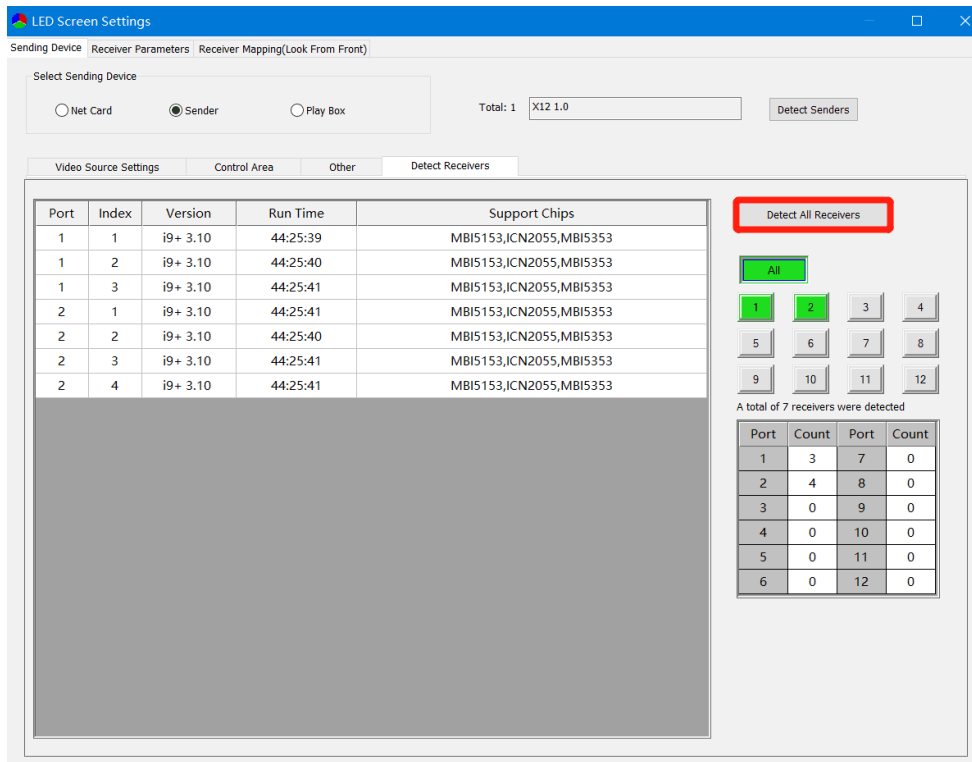 LED Screen Settings
Sending Device Receiver Parameters Receiver Mapping(Look From Front)
Select Sending Device
Net Card Sender Play Box
Total: 1 X12 1.0 Detect Senders
Video Source Settings Control Area Other Detect Receivers
Port Index Version Run Time Support Chips
1 1 i9+ 3.10 44:25:39 MBI5153,ICN2055,MBI5353
1 2 i9+ 3.10 44:25:40 MBI5153,ICN2055,MBI5353
1 3 i9+ 3.10 44:25:41 MBI5153,ICN2055,MBI5353
2 1 i9+ 3.10 44:25:41 MBI5153,ICN2055,MBI5353
2 2 i9+ 3.10 44:25:40 MBI5153,ICN2055,MBI5353
2 3 i9+ 3.10 44:25:41 MBI5153,ICN2055,MBI5353
2 4 i9+ 3.10 44:25:41 MBI5153,ICN2055,MBI5353
Detect All Receivers
All
1 2 3 4
5 6 7 8
9 10 11 12
A total of 7 receivers were detected
Port Count Port Count
1 3 7 0
2 4 8 0
3 0 9 0
4 0 10 0
5 0 11 0
6 0 12 0